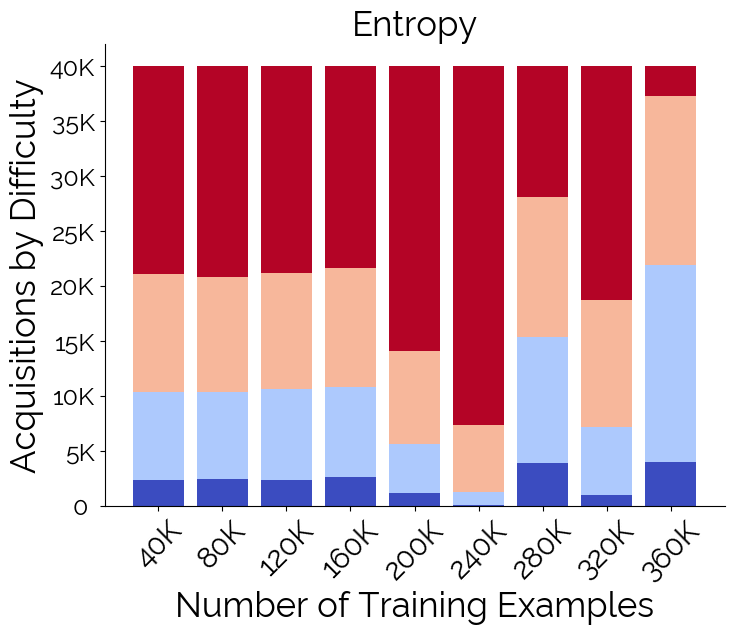 Entropy
Acquisitions by Difficulty
40K
35K
30K
25K
20K
15K
10K
5K
0
40K
80K
120K
160K
200K
240K
280K
320K
360K
Number of Training Examples